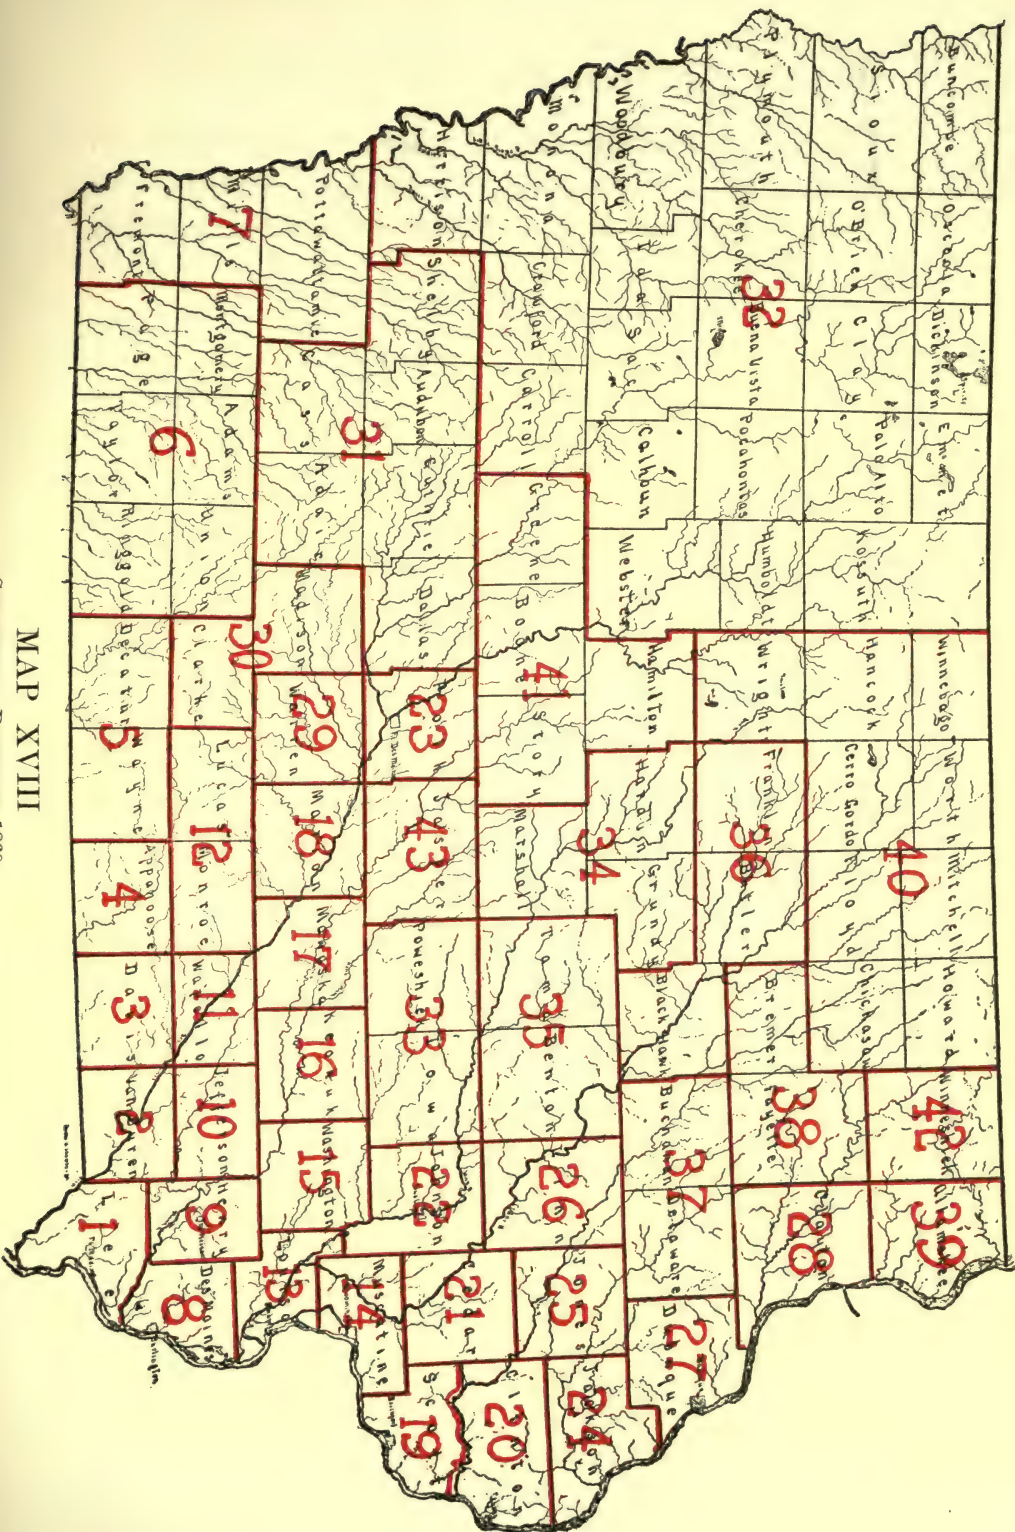 Buncombe
Osceola
Dickinson
Emmet
Winnebago
Worth
Mitchell
Howard
Winneshiek
Allamakee
Sioux
OBrien
Clay
Palo Alto
Kossuth
Hancock
Cerro Gordo
Floyd
Chickasaw
40
42
39
Plymouth
Cherokee
Buena Vista
Pocahontas
Humboldt
Wright
Franklin
Butler
Bremer
Fayette
Clayton
32
36
38
28
Woodbury
Ida
Sac
Calhoun
Webster
Hamilton
Hardin
Grundy
Black Hawk
Buchanan
Delaware
Dubuque
34
37
27
Monona
Crawford
Carroll
Greene
Boone
Story
Marshall
Tama
Benton
Linn
Jones
Jackson
41
35
26
25
24
Harrison
Shelby
Audubon
Guthrie
Dallas
Polk
Jasper
Poweshiek
Iowa
Johnson
Cedar
Clinton
23
43
33
22
21
20
Scott
19
Pottawattamie
Cass
Adair
Madison
Warren
Marion
Mahaska
Keokuk
Washington
Muscatine
31
30
29
18
17
16
15
14
Mills
Montgomery
Adams
Union
Clarke
Lucas
Monroe
Wapello
Jefferson
Henry
Louisa
Desmoines
7
6
12
11
10
9
13
8
Fremont
Page
Taylor
Ringgold
Decatur
Wayne
Appanoose
Davis
Van Buren
Lee
5
4
3
2
1
MAP XVIII